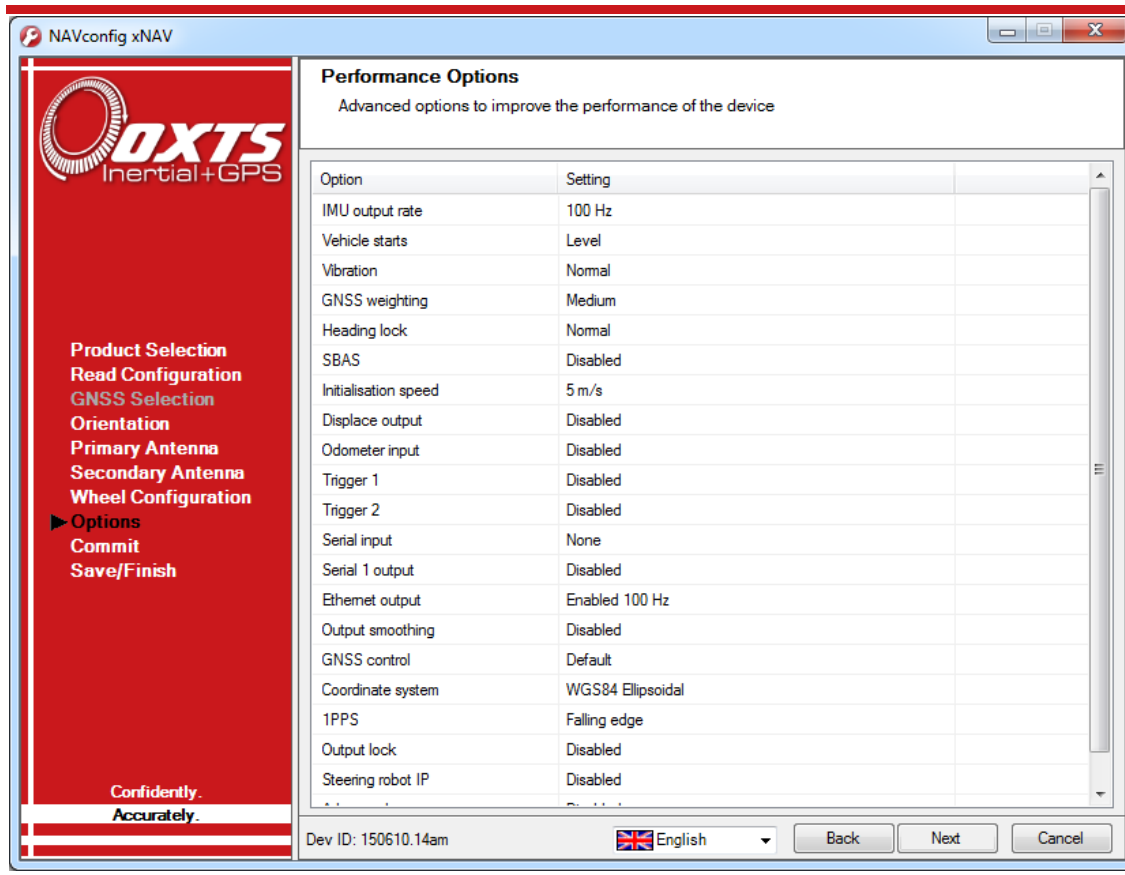 NAVconfig xNAV
OXTS
Inertial+GPS
Product Selection
Read Configuration
GNSS Selection
Orientation
Primary Antenna
Secondary Antenna
Wheel Configuration
Options
Commit
Save/Finish
Confidently.
Accurately.
Performance Options
Advanced options to improve the performance of the device
Option Setting
IMU output rate 100 Hz
Vehicle starts Level
Vibration Normal
GNSS weighting Medium
Heading lock Normal
SBAS Disabled
Initialisation speed 5 m/s
Displace output Disabled
Odometer input Disabled
Trigger 1 Disabled
Trigger 2 Disabled
Serial input None
Serial 1 output Disabled
Ethernet output Enabled 100 Hz
Output smoothing Disabled
GNSS control Default
Coordinate system WGS84 Ellipsoidal
1PPS Falling edge
Output lock Disabled
Steering robot IP Disabled
Dev ID: 150610.14am English Back Next Cancel